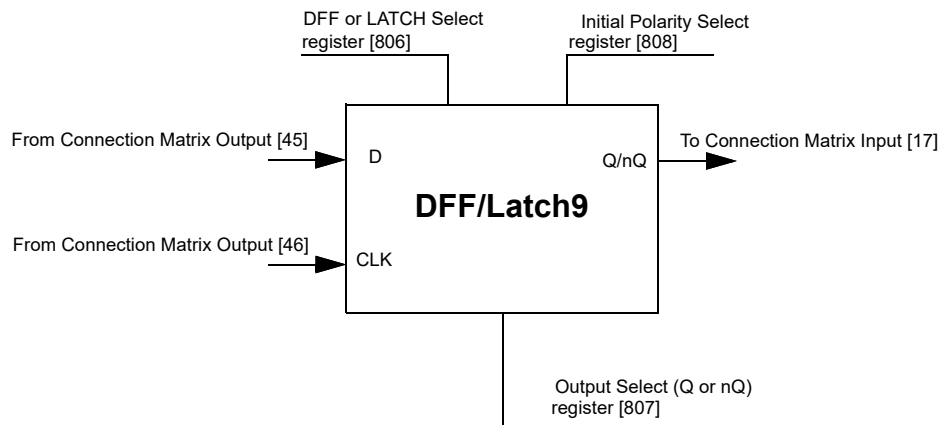 DFF or LATCH Select
register [806]
Initial Polarity Select
register [808]
From Connection Matrix Output [45]
D
Q/nQ
To Connection Matrix Input [17]
DFF/Latch9
From Connection Matrix Output [46]
CLK
Output Select (Q or nQ)
register [807]